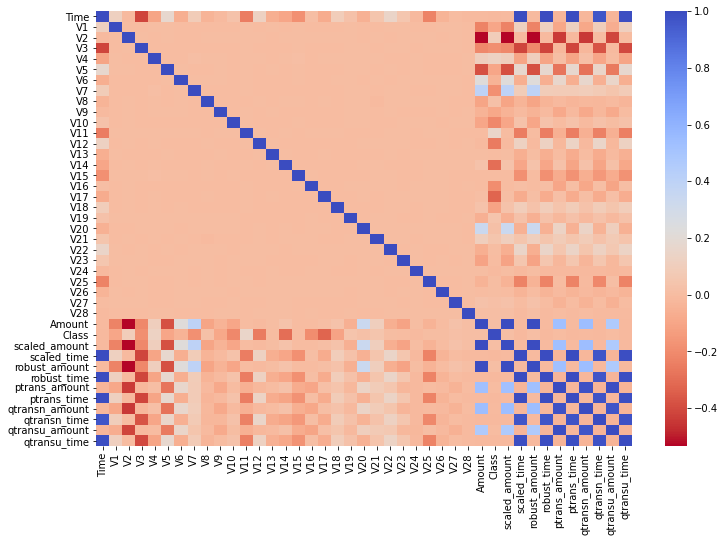 Time
V1
V2
V3
V4
V5
V6
V7
V8
V9
V10
V11
V12
V13
V14
V15
V16
V17
V18
V19
V20
V21
V22
V23
V24
V25
V26
V27
V28
Amount
Class
scaled_amount
scaled_time
robust_amount
robust_time
ptrans_amount
ptrans_time
qtransn_amount
qtransn_time
qtransu_amount
qtransu_time
Time
V1
V2
V3
V4
V5
V6
V7
V8
V9
V10
V11
V12
V13
V14
V15
V16
V17
V18
V19
V20
V21
V22
V23
V24
V25
V26
V27
V28
Amount
Class
scaled_amount
scaled_time
robust_amount
robust_time
ptrans_amount
ptrans_time
qtransn_amount
qtransn_time
qtransu_amount
qtransu_time
1.0
0.8
0.6
0.4
0.2
0.0
−0.2
−0.4